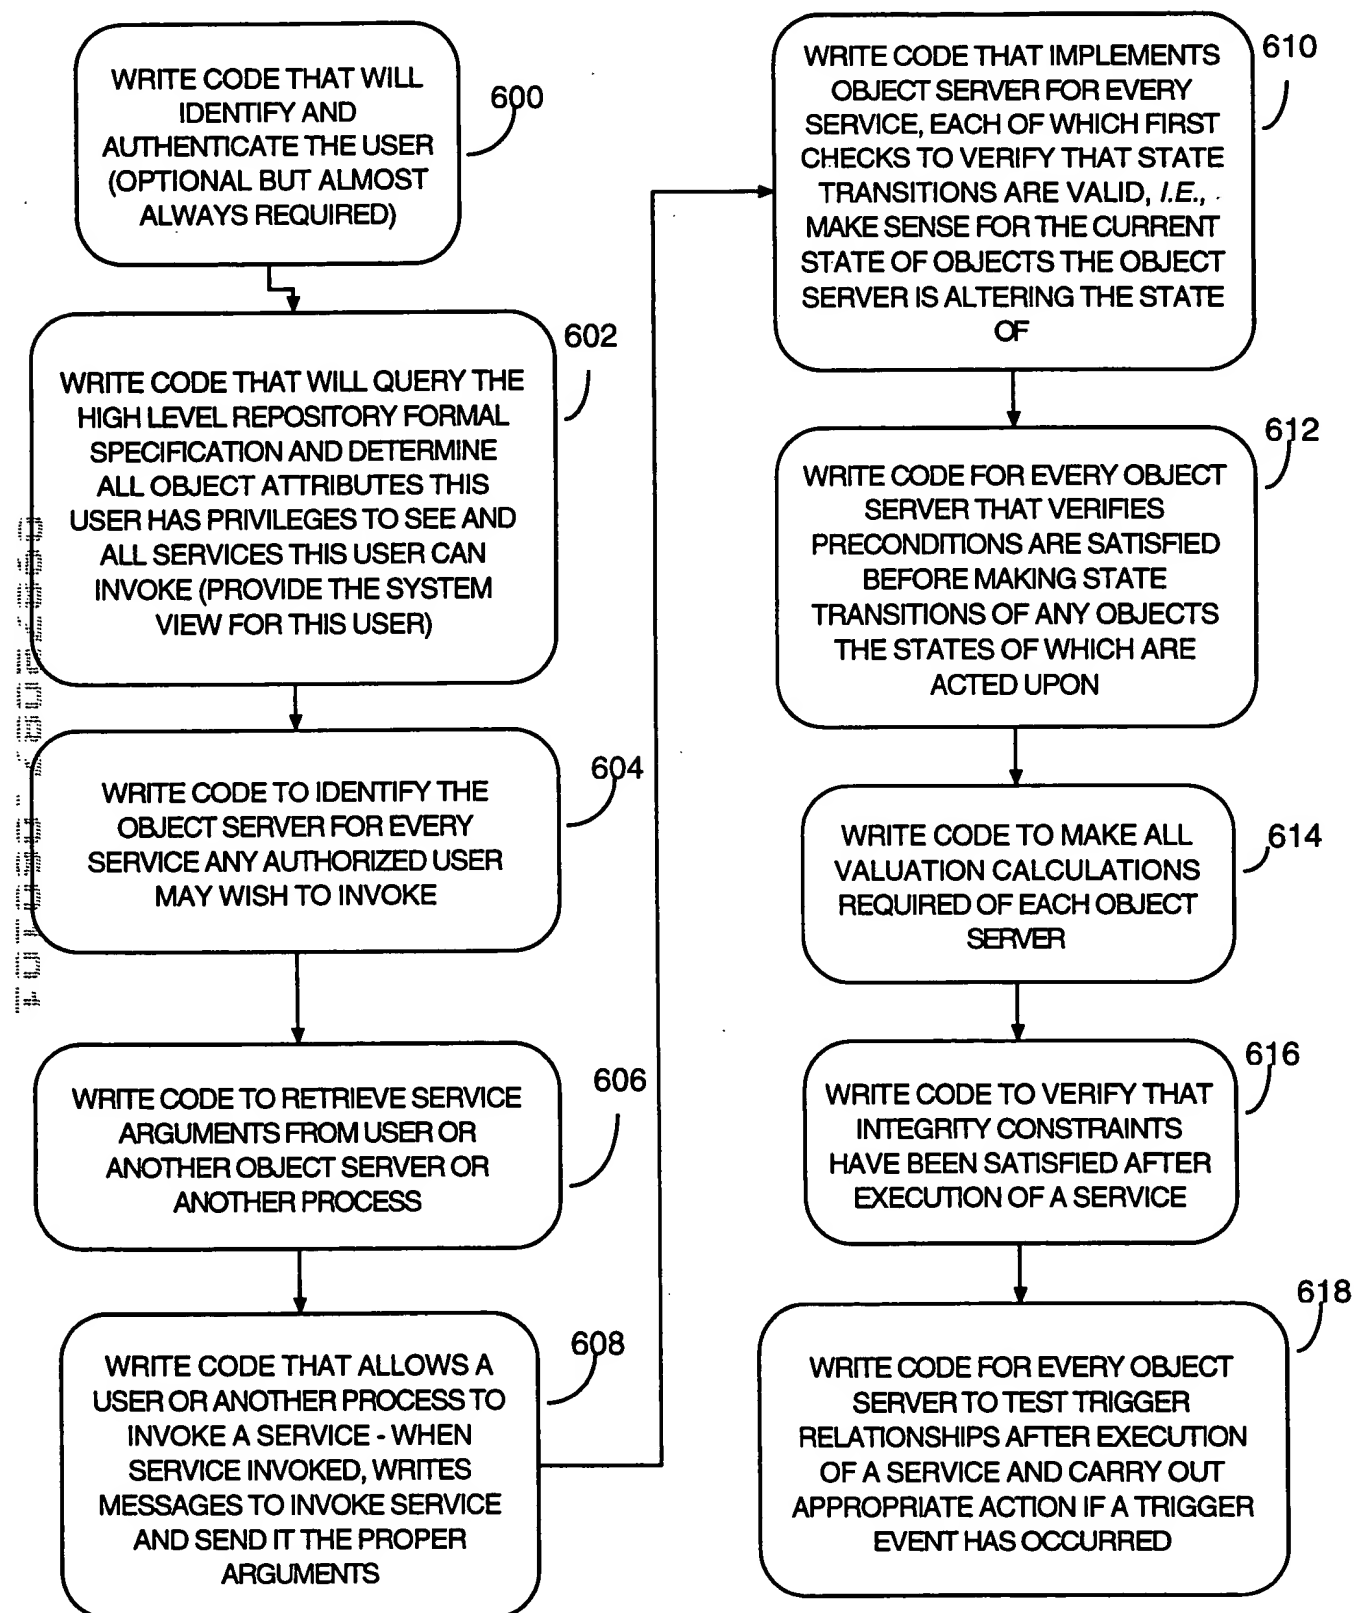 WRITE CODE THAT WILL
IDENTIFY AND
AUTHENTICATE THE USER
(OPTIONAL BUT ALMOST
ALWAYS REQUIRED)
600
WRITE CODE THAT WILL QUERY THE
HIGH LEVEL REPOSITORY FORMAL
SPECIFICATION AND DETERMINE
ALL OBJECT ATTRIBUTES THIS
USER HAS PRIVILEGES TO SEE AND
ALL SERVICES THIS USER CAN
INVOKE (PROVIDE THE SYSTEM
VIEW FOR THIS USER)
602
WRITE CODE TO IDENTIFY THE
OBJECT SERVER FOR EVERY
SERVICE ANY AUTHORIZED USER
MAY WISH TO INVOKE
604
WRITE CODE TO RETRIEVE SERVICE
ARGUMENTS FROM USER OR
ANOTHER OBJECT SERVER OR
ANOTHER PROCESS
606
WRITE CODE THAT ALLOWS A
USER OR ANOTHER PROCESS TO
INVOKE A SERVICE - WHEN
SERVICE INVOKED, WRITES
MESSAGES TO INVOKE SERVICE
AND SEND IT THE PROPER
ARGUMENTS
608
WRITE CODE THAT IMPLEMENTS
OBJECT SERVER FOR EVERY
SERVICE, EACH OF WHICH FIRST
CHECKS TO VERIFY THAT STATE
TRANSITIONS ARE VALID, I.E.,
MAKE SENSE FOR THE CURRENT
STATE OF OBJECTS THE OBJECT
SERVER IS ALTERING THE STATE
OF
610
WRITE CODE FOR EVERY OBJECT
SERVER THAT VERIFIES
PRECONDITIONS ARE SATISFIED
BEFORE MAKING STATE
TRANSITIONS OF ANY OBJECTS
THE STATES OF WHICH ARE
ACTED UPON
612
WRITE CODE TO MAKE ALL
VALUATION CALCULATIONS
REQUIRED OF EACH OBJECT
SERVER
614
WRITE CODE TO VERIFY THAT
INTEGRITY CONSTRAINTS
HAVE BEEN SATISFIED AFTER
EXECUTION OF A SERVICE
616
WRITE CODE FOR EVERY OBJECT
SERVER TO TEST TRIGGER
RELATIONSHIPS AFTER EXECUTION
OF A SERVICE AND CARRY OUT
APPROPRIATE ACTION IF A TRIGGER
EVENT HAS OCCURRED
618